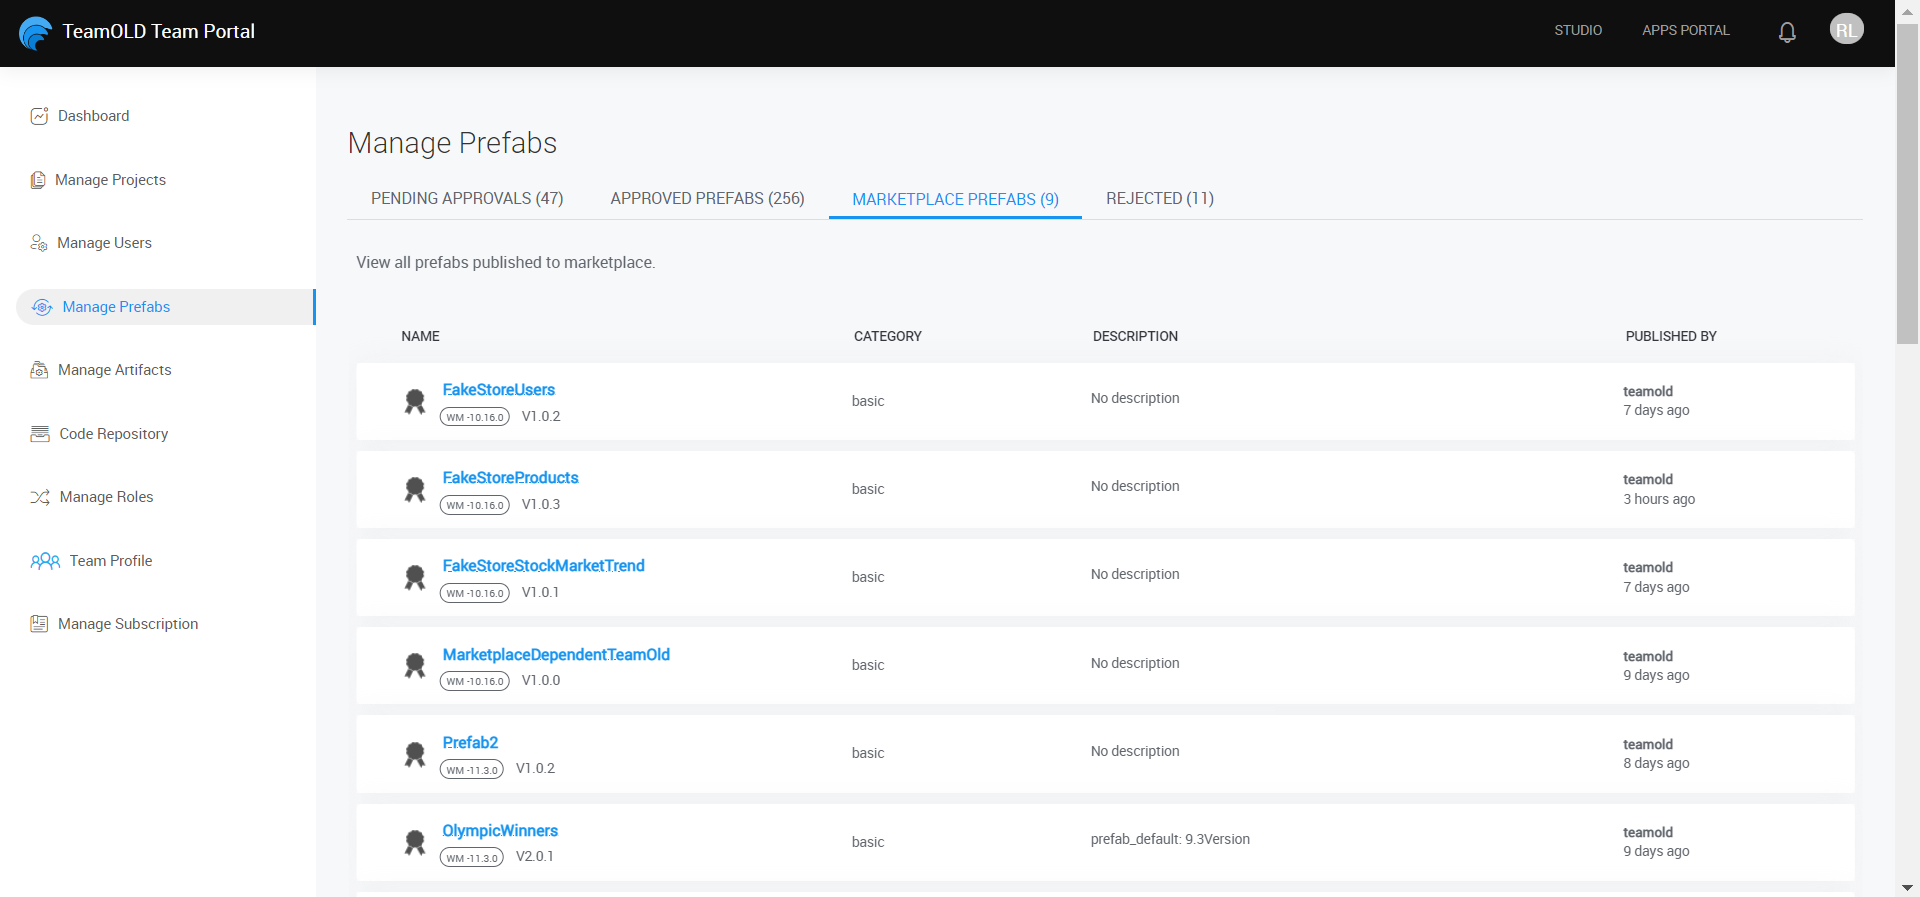 TeamOLD Team Portal
STUDIO
APPS PORTAL
RL
Dashboard
Manage Projects
Manage Users
Manage Prefabs
Manage Artifacts
Code Repository
Manage Roles
Team Profile
Manage Subscription
Manage Prefabs
PENDING APPROVALS (47)
APPROVED PREFABS (256)
MARKETPLACE PREFABS (9)
REJECTED (11)
View all prefabs published to marketplace.
NAME
CATEGORY
DESCRIPTION
PUBLISHED BY
FakeStoreUsers
WM -10.16.0 V1.0.2
basic
No description
teamold
7 days ago
FakeStoreProducts
WM -10.16.0 V1.0.3
basic
No description
teamold
3 hours ago
FakeStoreStockMarketTrend
WM -10.16.0 V1.0.1
basic
No description
teamold
7 days ago
MarketplaceDependentTeamOld
WM -10.16.0 V1.0.0
basic
No description
teamold
9 days ago
Prefab2
WM -11.3.0 V1.0.2
basic
No description
teamold
8 days ago
OlympicWinners
WM -11.3.0 V2.0.1
basic
prefab_default: 9.3Version
teamold
9 days ago